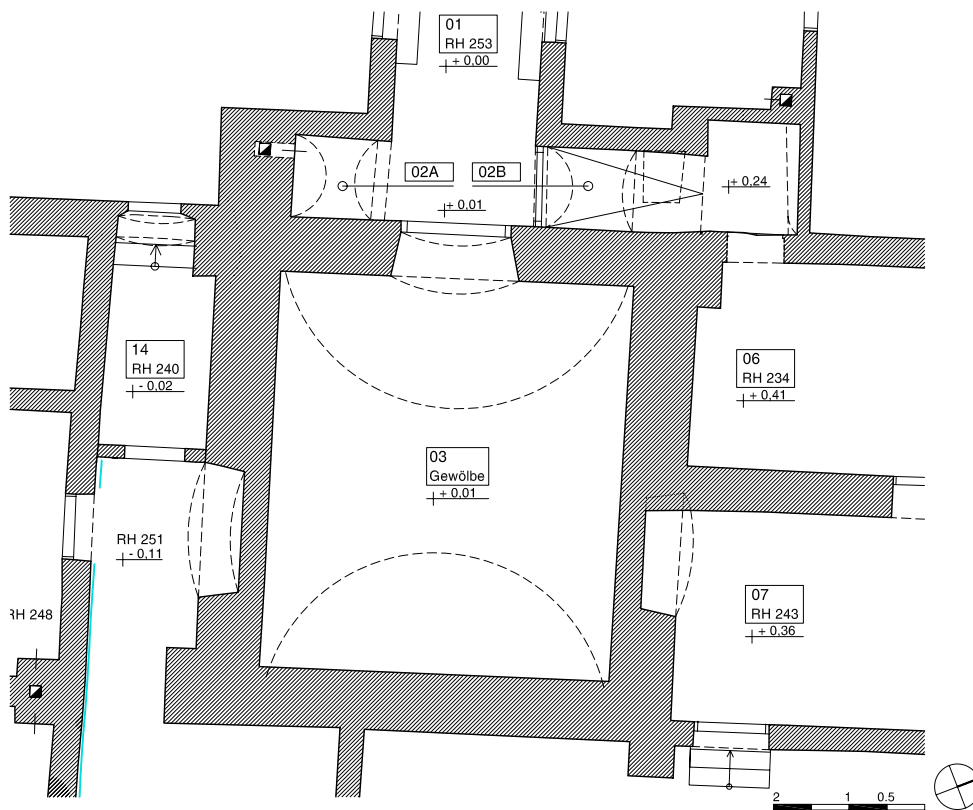 01
RH 253
+ 0,00
02A
02B
+ 0,24
+ 0,01
14
RH 240
- 0,02
06
RH 234
+ 0,41
03
Gewölbe
+ 0,01
RH 251
- 0,11
07
RH 243
+ 0,36
RH 248
2 1 0.5